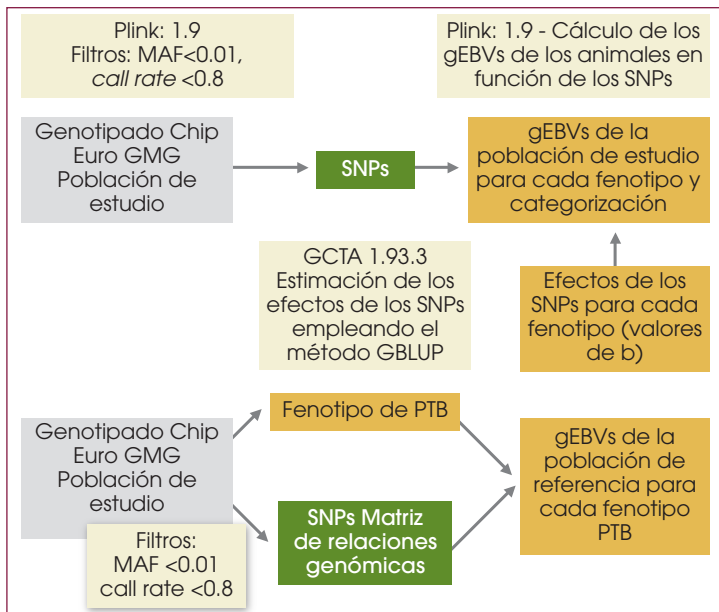 Plink: 1.9
Filtros: MAF<0.01,
call rate <0.8
Plink: 1.9 - Cálculo de los
gEBVs de los animales en
función de los SNPs
Genotipado Chip
Euro GMG
Población de
estudio
SNPs
gEBVs de la
población de estudio
para cada fenotipo y
categorización
GCTA 1.93.3
Estimación de los
efectos de los SNPs
empleando el
método GBLUP
Efectos de los
SNPs para cada
fenotipo (valores
de b)
Genotipado Chip
Euro GMG
Población de
estudio
Filtros:
MAF <0.01
call rate <0.8
Fenotipo de PTB
SNPs Matriz
de relaciones
genómicas
gEBVs de la
población de
referencia para
cada fenotipo
PTB